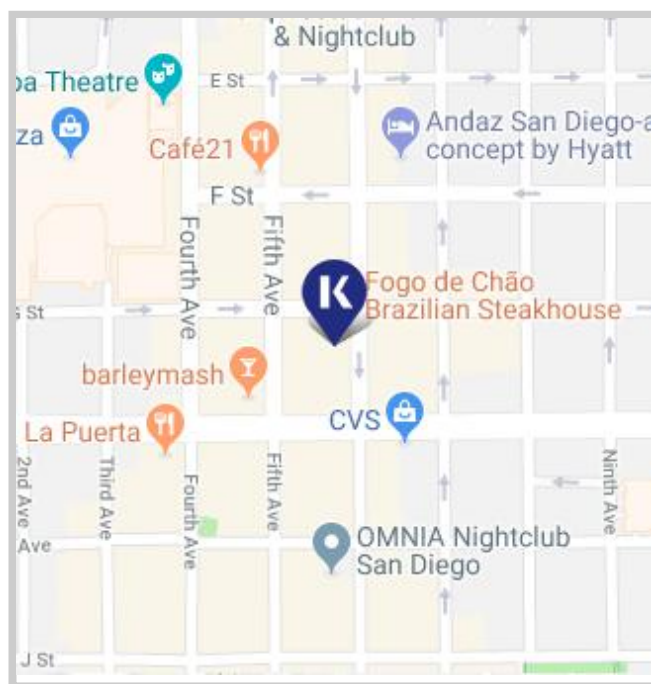 & Nightclub
pa Theatre
E St
za
Café21
Andaz San Diego-a
concept by Hyatt
F St
Fourth Ave
Fifth Ave
K
Fogo de Chão
Brazilian Steakhouse
G St
barleymash
La Puerta
CVS
2nd Ave
Third Ave
Fourth Ave
Fifth Ave
Ninth Ave
Ave
OMNIA Nightclub
San Diego
J St